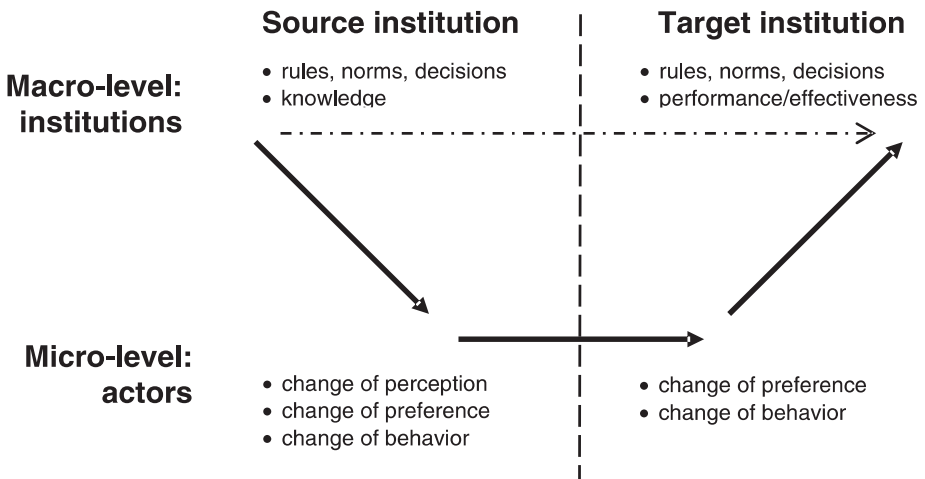 Source institution
Target institution
Macro-level:
institutions
• rules, norms, decisions
• knowledge
• rules, norms, decisions
• performance/effectiveness
Micro-level:
actors
• change of perception
• change of preference
• change of behavior
• change of preference
• change of behavior